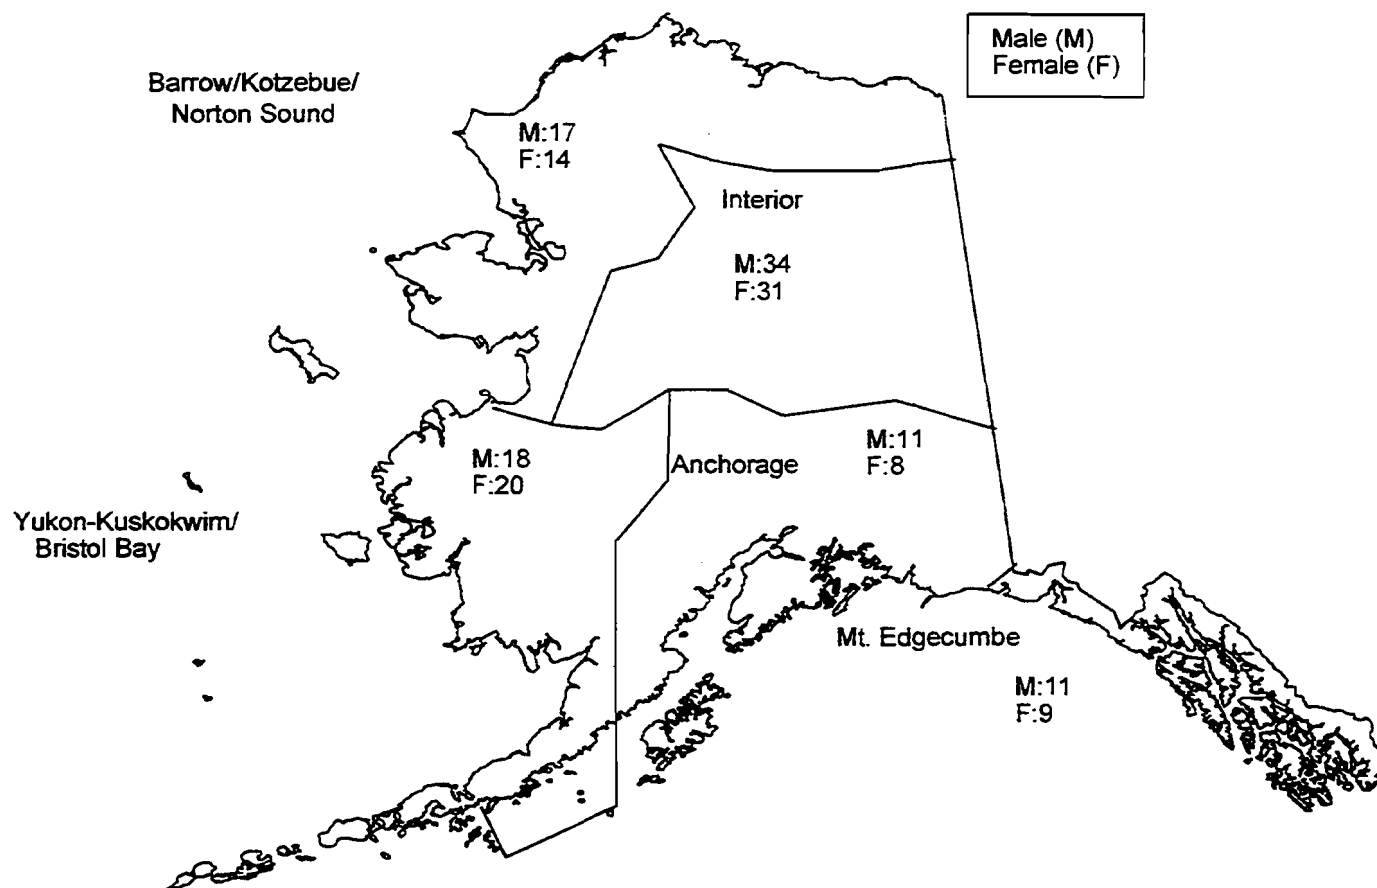 Male (M)
Female (F)
Barrow/Kotzebue/
Norton Sound
M:17
F:14
Interior
M:34
F:31
M:11
F:8
M:18
F:20
Anchorage
Yukon-Kuskokwim/
Bristol Bay
Mt. Edgecumbe
M:11
F:9